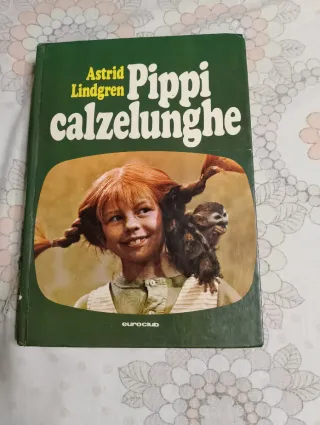 Astrid
Lindgren
Pippi
calzelunghe
euroclub